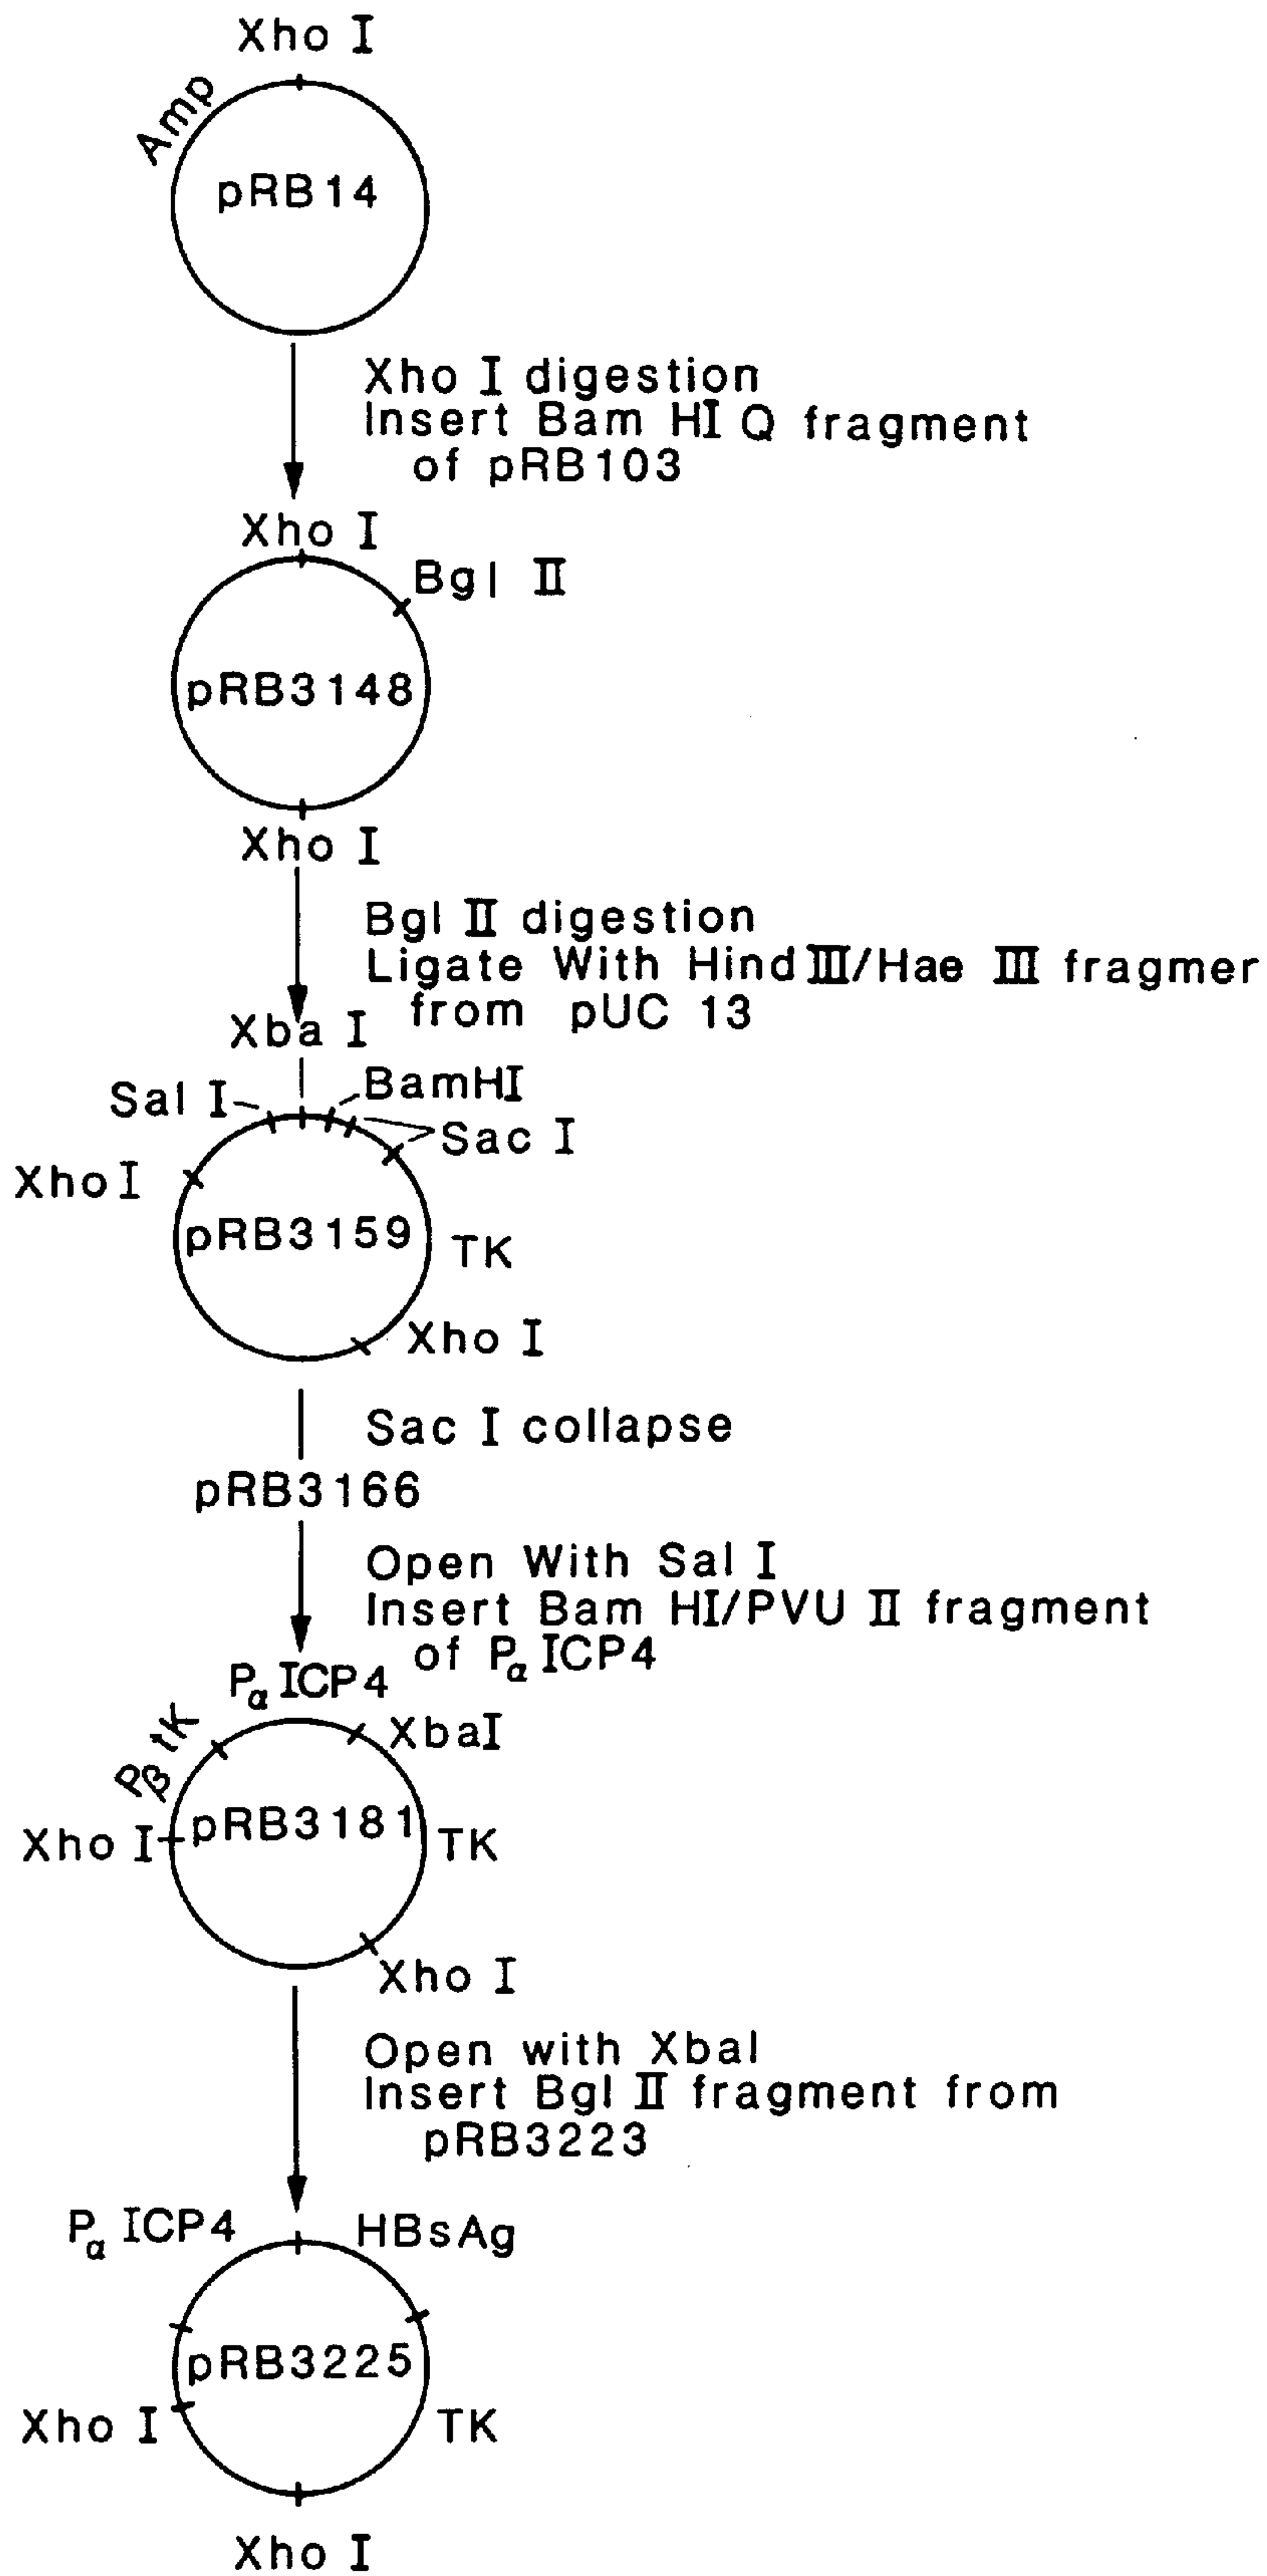 Xho I
Amp
pRB14
Xho I digestion
Insert Bam HI Q fragment
of pRB103
Xho I
Bgl II
pRB3148
Xho I
Bgl II digestion
Ligate With Hind III/Hae III fragmer
from pUC 13
Xba I
Sal I
BamHI
Sac I
Xho I
pRB3159
TK
Xho I
Sac I collapse
pRB3166
Open With Sal I
Insert Bam HI/PVU II fragment
of Pα ICP4
Pα ICP4
Pβ tK
XbaI
Xho I
pRB3181
TK
Xho I
Open with XbaI
Insert Bgl II fragment from
pRB3223
Pα ICP4
HBsAg
pRB3225
Xho I
TK
Xho I